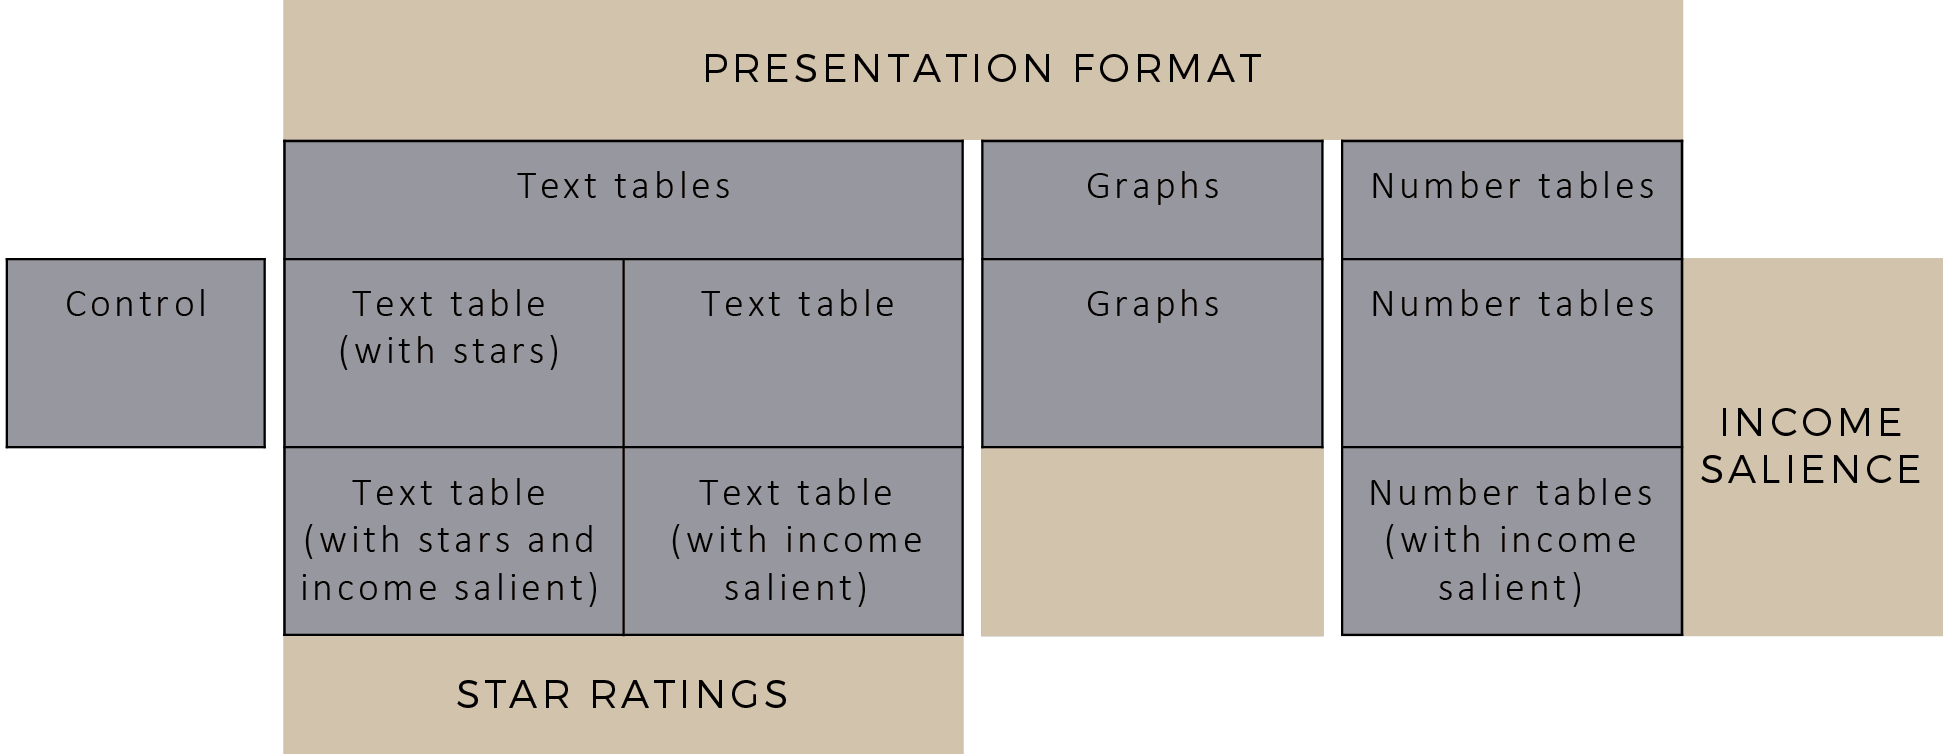 PRESENTATION FORMAT
Text tables
Graphs
Number tables
Control
Text table
(with stars)
Text table
Graphs
Number tables
Text table
(with stars and
income salient)
Text table
(with income
salient)
Number tables
(with income
salient)
INCOME
SALIENCE
STAR RATINGS